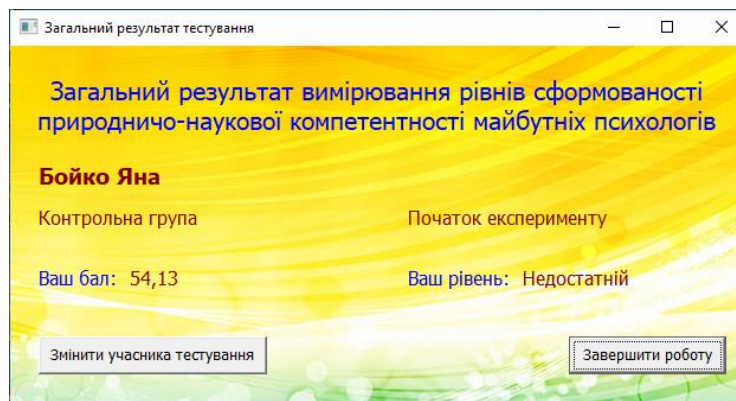 Загальний результат тестування
Загальний результат вимірювання рівнів сформованості
природничо-наукової компетентності майбутніх психологів
Бойко Яна
Контрольна група Початок експерименту
Ваш бал: 54,13 Ваш рівень: Недостатній
Змінити учасника тестування Завершити роботу